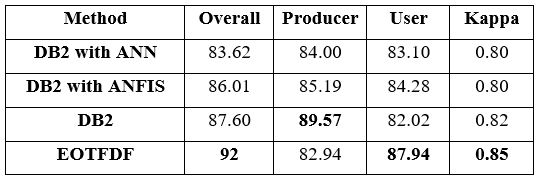 Method Overall Producer User Kappa
DB2 with ANN 83.62 84.00 83.10 0.80
DB2 with ANFIS 86.01 85.19 84.28 0.80
DB2 87.60 89.57 82.02 0.82
EOTFDF 92 82.94 87.94 0.85